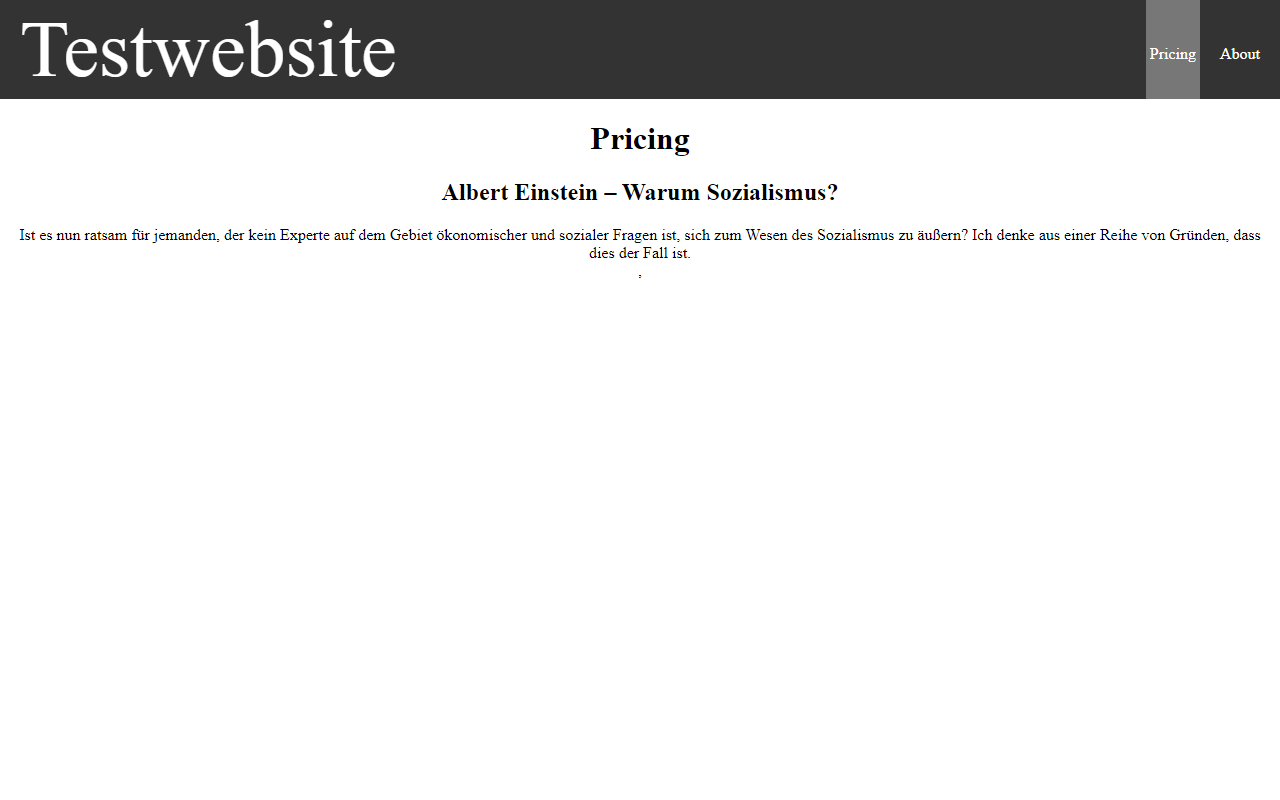 Testwebsite
Pricing About
Pricing
Albert Einstein – Warum Sozialismus?
Ist es nun ratsam für jemanden, der kein Experte auf dem Gebiet ökonomischer und sozialer Fragen ist, sich zum Wesen des Sozialismus zu äußern? Ich denke aus einer Reihe von Gründen, dass
dies der Fall ist.